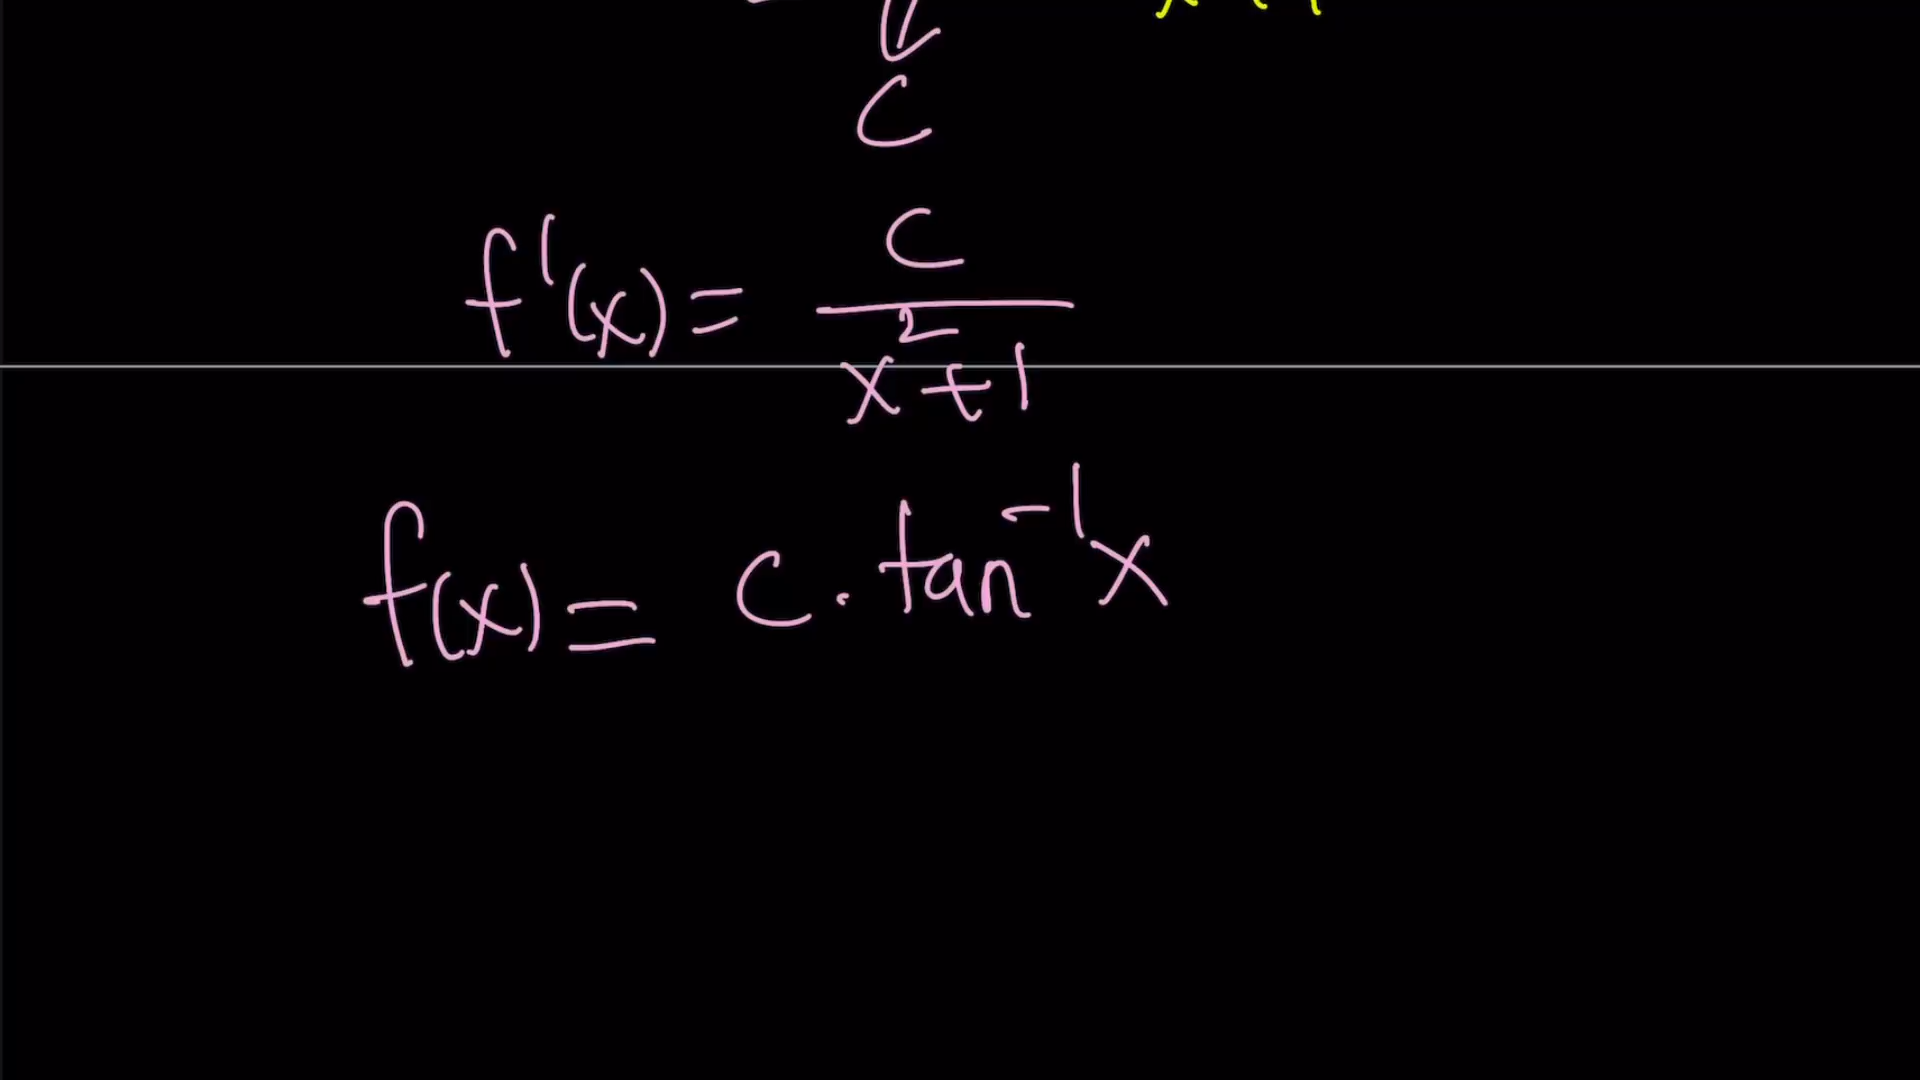 C
f'(x) = C / x²+1
f(x) = c · tan⁻¹x